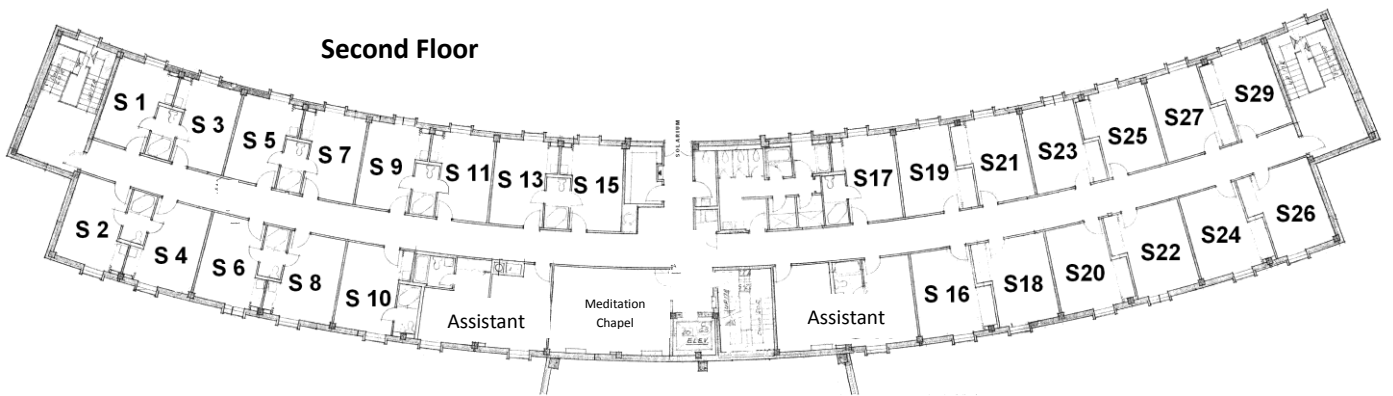 Second Floor
S 1
S 3
S 5
S 7
S 9
S 11
S 13
S 15
SOLARIUM
S17
S19
S21
S23
S25
S27
S29
S 2
S 4
S 6
S 8
S 10
Assistant
Meditation
Chapel
ELEV.
Assistant
S 16
S18
S20
S22
S24
S26